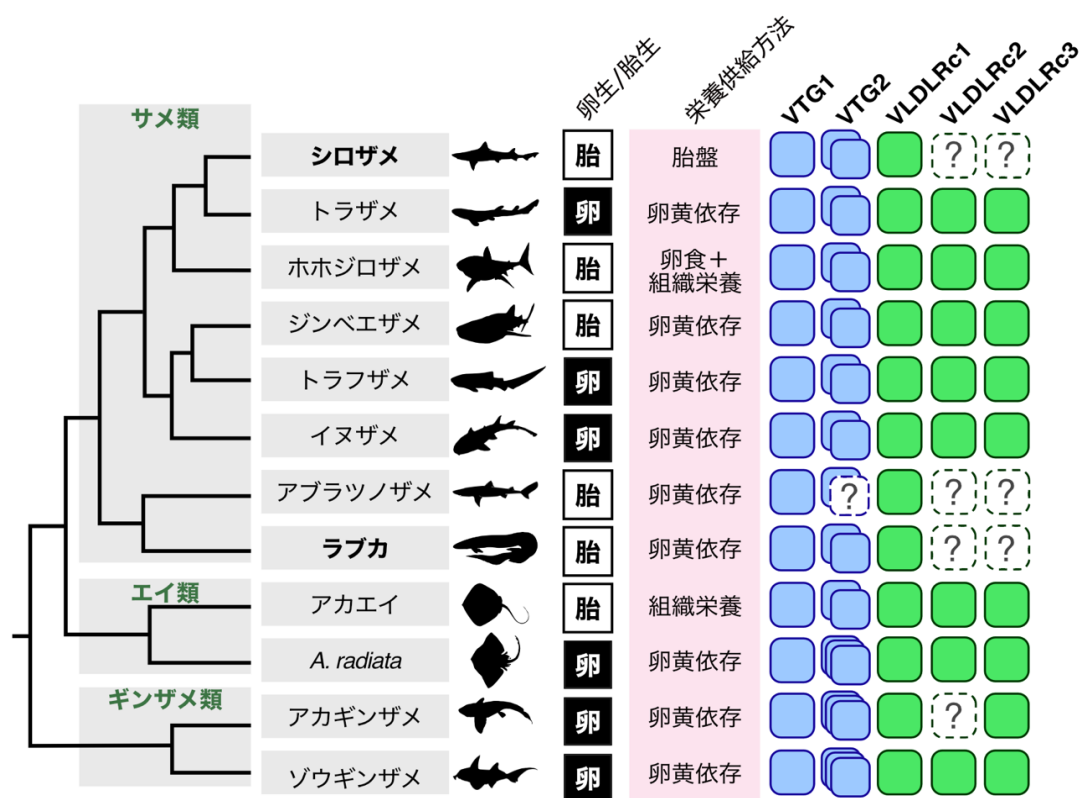 卵生/胎生
栄養供給方法
VTG1
VTG2
VLDLRc1
VLDLRc2
VLDLRc3
サメ類
シロザメ 胎 胎盤 ? ?
トラザメ 卵 卵黄依存
ホホジロザメ 胎 卵食＋
組織栄養
ジンベエザメ 胎 卵黄依存
トラフザメ 卵 卵黄依存
イヌザメ 卵 卵黄依存
アブラツノザメ 胎 卵黄依存 ? ? ?
ラブカ 胎 卵黄依存 ? ?
エイ類
アカエイ 胎 組織栄養
A. radiata 卵 卵黄依存
ギンザメ類
アカギンザメ 卵 卵黄依存 ?
ゾウギンザメ 卵 卵黄依存